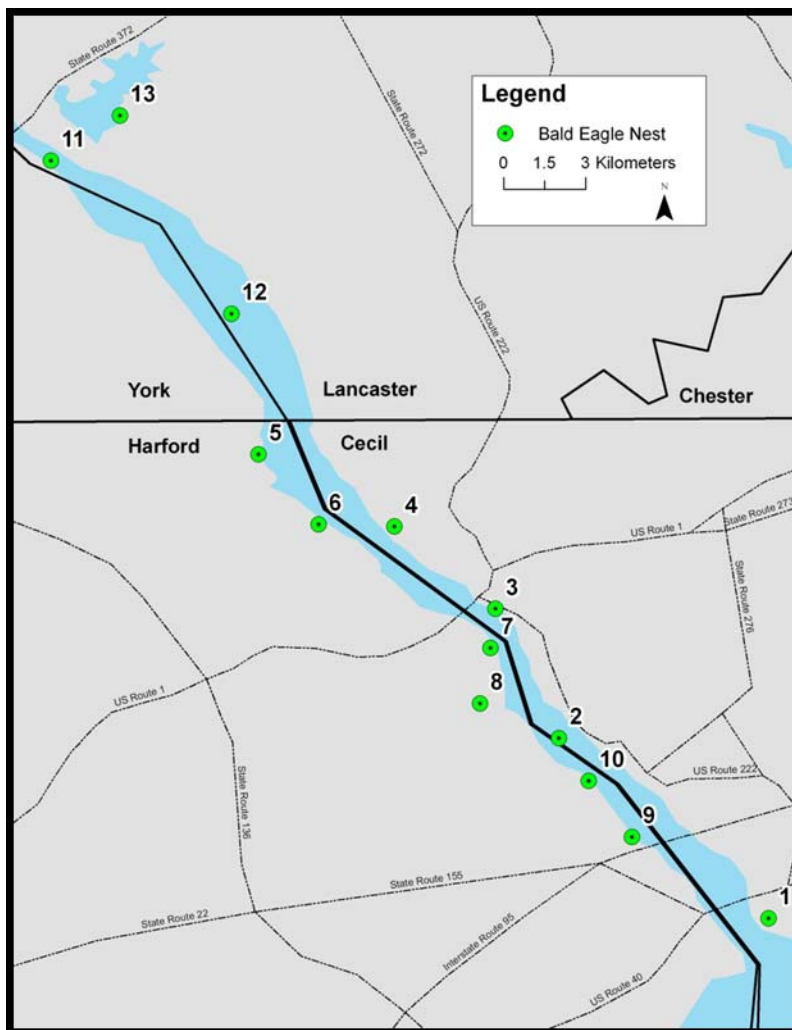 State Route 372
13
11
State Route 272
Legend
Bald Eagle Nest
0 1.5 3 Kilometers
N
12
US Route 222
York
Lancaster
Chester
Harford
Cecil
5
6
4
US Route 1
State Route 273
3
State Route 276
7
8
US Route 1
2
10
US Route 222
9
State Route 136
State Route 155
State Route 22
Interstate Route 95
1
US Route 40